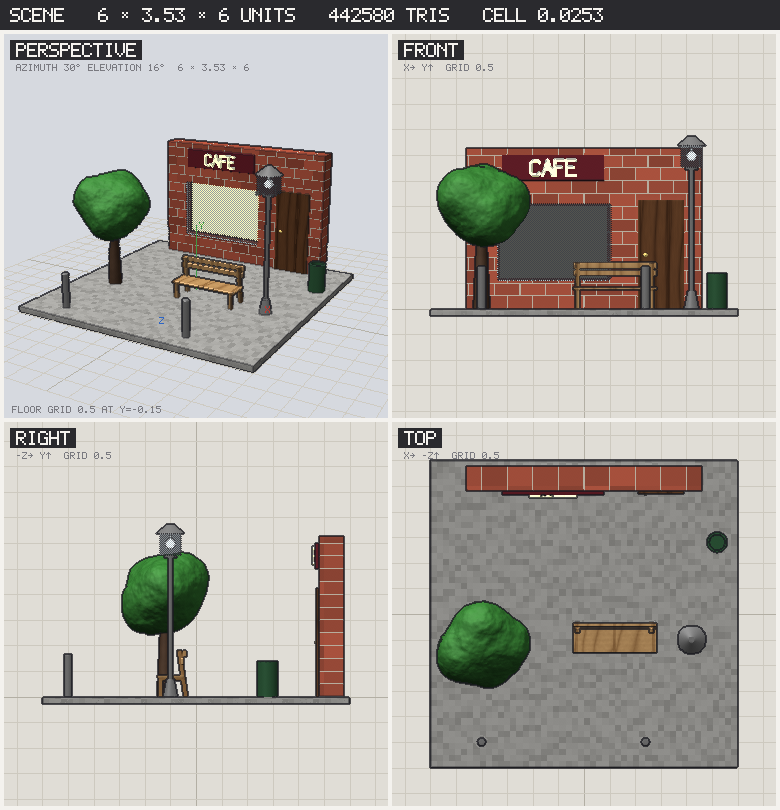 SCENE 6 × 3.53 × 6 UNITS 442580 TRIS CELL 0.0253
PERSPECTIVE
AZIMUTH 30° ELEVATION 16° 6 × 3.53 × 6
CAFE
Y
Z
FLOOR GRID 0.5 AT Y=-0.15
FRONT
X→ Y↑ GRID 0.5
CAFE
RIGHT
-Z→ Y↑ GRID 0.5
TOP
X→ -Z↑ GRID 0.5